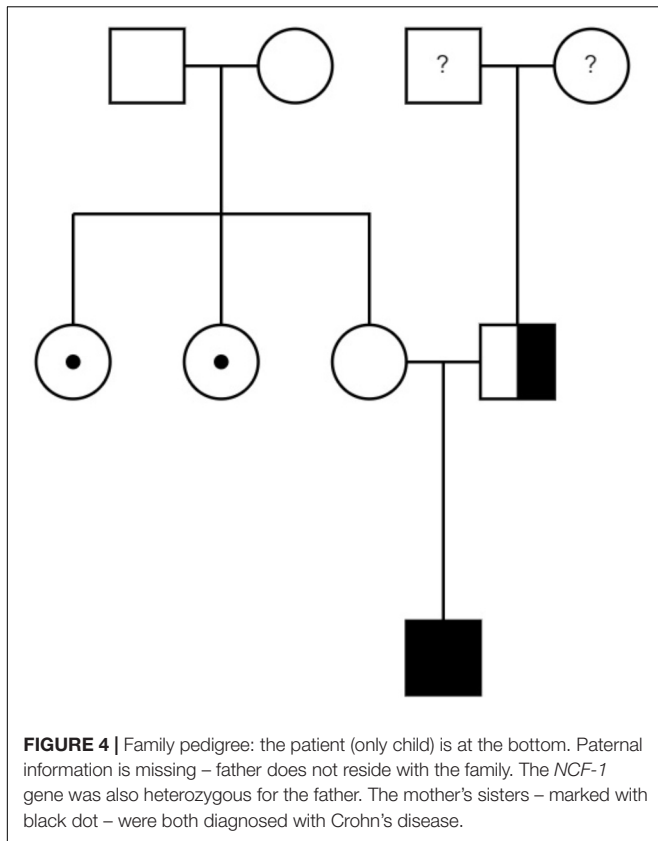 ? ?
FIGURE 4 | Family pedigree: the patient (only child) is at the bottom. Paternal
information is missing – father does not reside with the family. The NCF-1
gene was also heterozygous for the father. The mother's sisters – marked with
black dot – were both diagnosed with Crohn's disease.